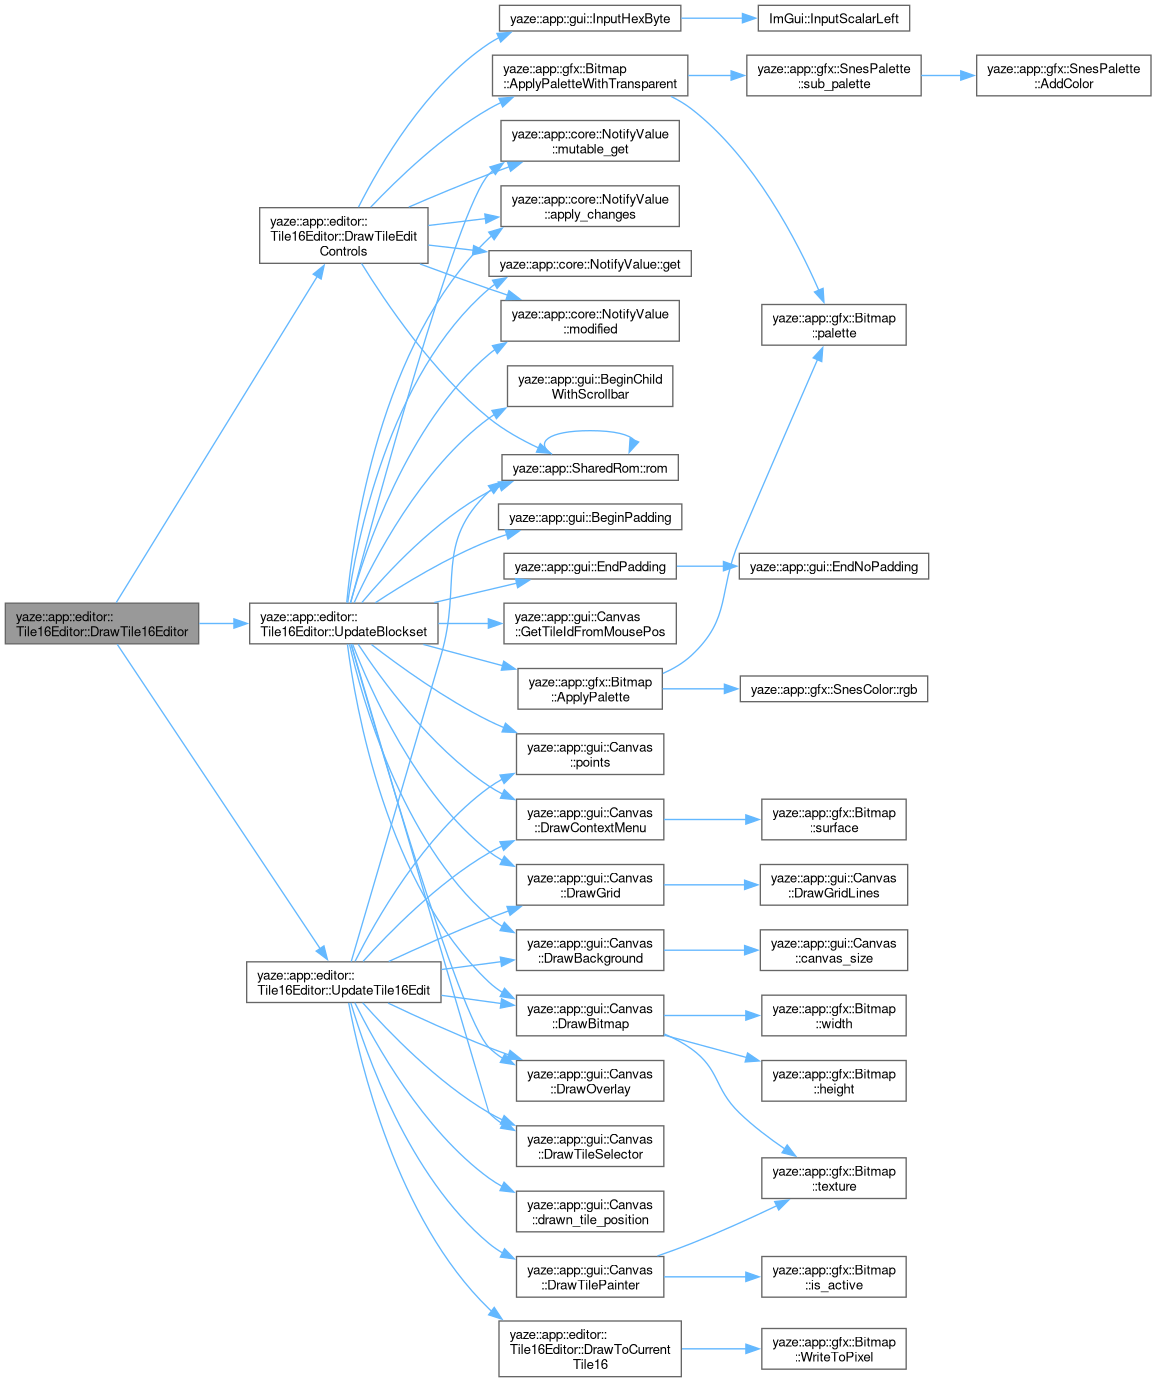 yaze::app::editor::
Tile16Editor::DrawTile16Editor
yaze::app::editor::
Tile16Editor::DrawTileEdit
Controls
yaze::app::editor::
Tile16Editor::UpdateBlockset
yaze::app::editor::
Tile16Editor::UpdateTile16Edit
yaze::app::gui::InputHexByte
yaze::app::gfx::Bitmap
::ApplyPaletteWithTransparent
yaze::app::core::NotifyValue
::mutable_get
yaze::app::core::NotifyValue
::apply_changes
yaze::app::core::NotifyValue::get
yaze::app::core::NotifyValue
::modified
yaze::app::gui::BeginChild
WithScrollbar
yaze::app::SharedRom::rom
yaze::app::gui::BeginPadding
yaze::app::gui::EndPadding
yaze::app::gui::Canvas
::GetTileIdFromMousePos
yaze::app::gfx::Bitmap
::ApplyPalette
yaze::app::gui::Canvas
::points
yaze::app::gui::Canvas
::DrawContextMenu
yaze::app::gui::Canvas
::DrawGrid
yaze::app::gui::Canvas
::DrawBackground
yaze::app::gui::Canvas
::DrawBitmap
yaze::app::gui::Canvas
::DrawOverlay
yaze::app::gui::Canvas
::DrawTileSelector
yaze::app::gui::Canvas
::drawn_tile_position
yaze::app::gui::Canvas
::DrawTilePainter
yaze::app::editor::
Tile16Editor::DrawToCurrent
Tile16
ImGui::InputScalarLeft
yaze::app::gfx::SnesPalette
::sub_palette
yaze::app::gfx::SnesPalette
::AddColor
yaze::app::gfx::Bitmap
::palette
yaze::app::gui::EndNoPadding
yaze::app::gfx::SnesColor::rgb
yaze::app::gfx::Bitmap
::surface
yaze::app::gui::Canvas
::DrawGridLines
yaze::app::gui::Canvas
::canvas_size
yaze::app::gfx::Bitmap
::width
yaze::app::gfx::Bitmap
::height
yaze::app::gfx::Bitmap
::texture
yaze::app::gfx::Bitmap
::is_active
yaze::app::gfx::Bitmap
::WriteToPixel